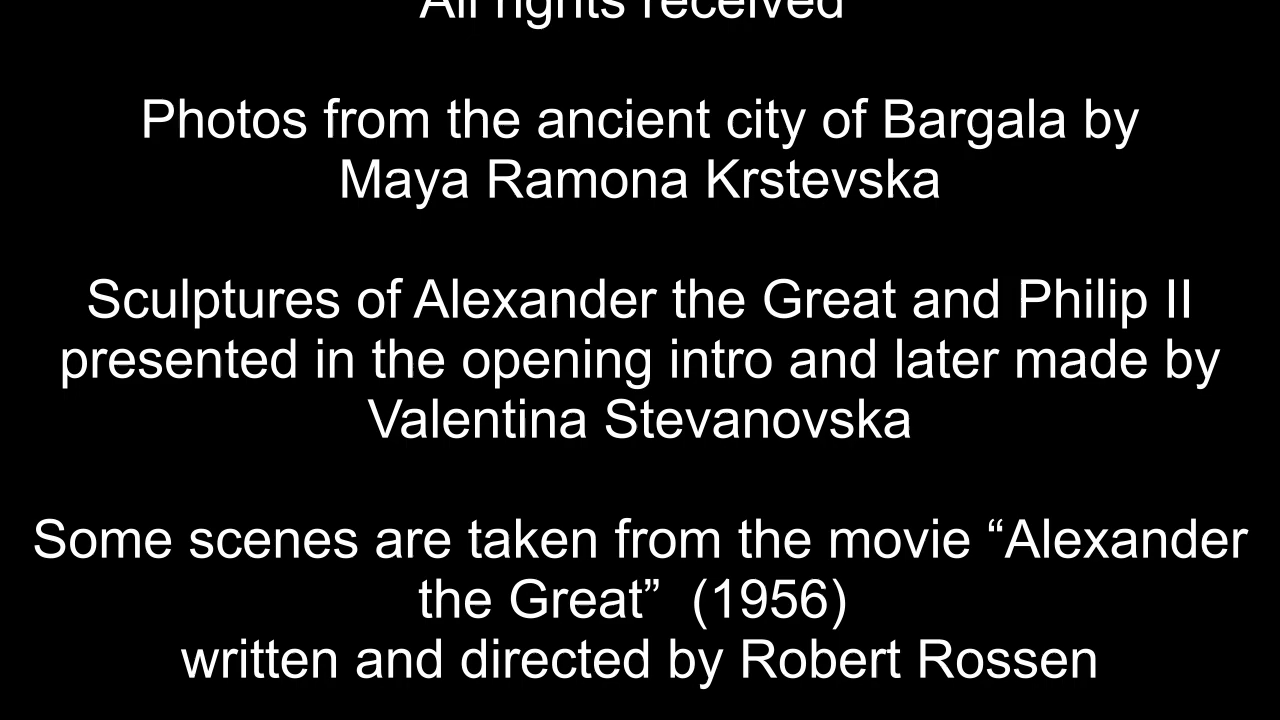 All rights received
Photos from the ancient city of Bargala by
Maya Ramona Krstevska
Sculptures of Alexander the Great and Philip II
presented in the opening intro and later made by
Valentina Stevanovska
Some scenes are taken from the movie “Alexander
the Great”  (1956)
written and directed by Robert Rossen